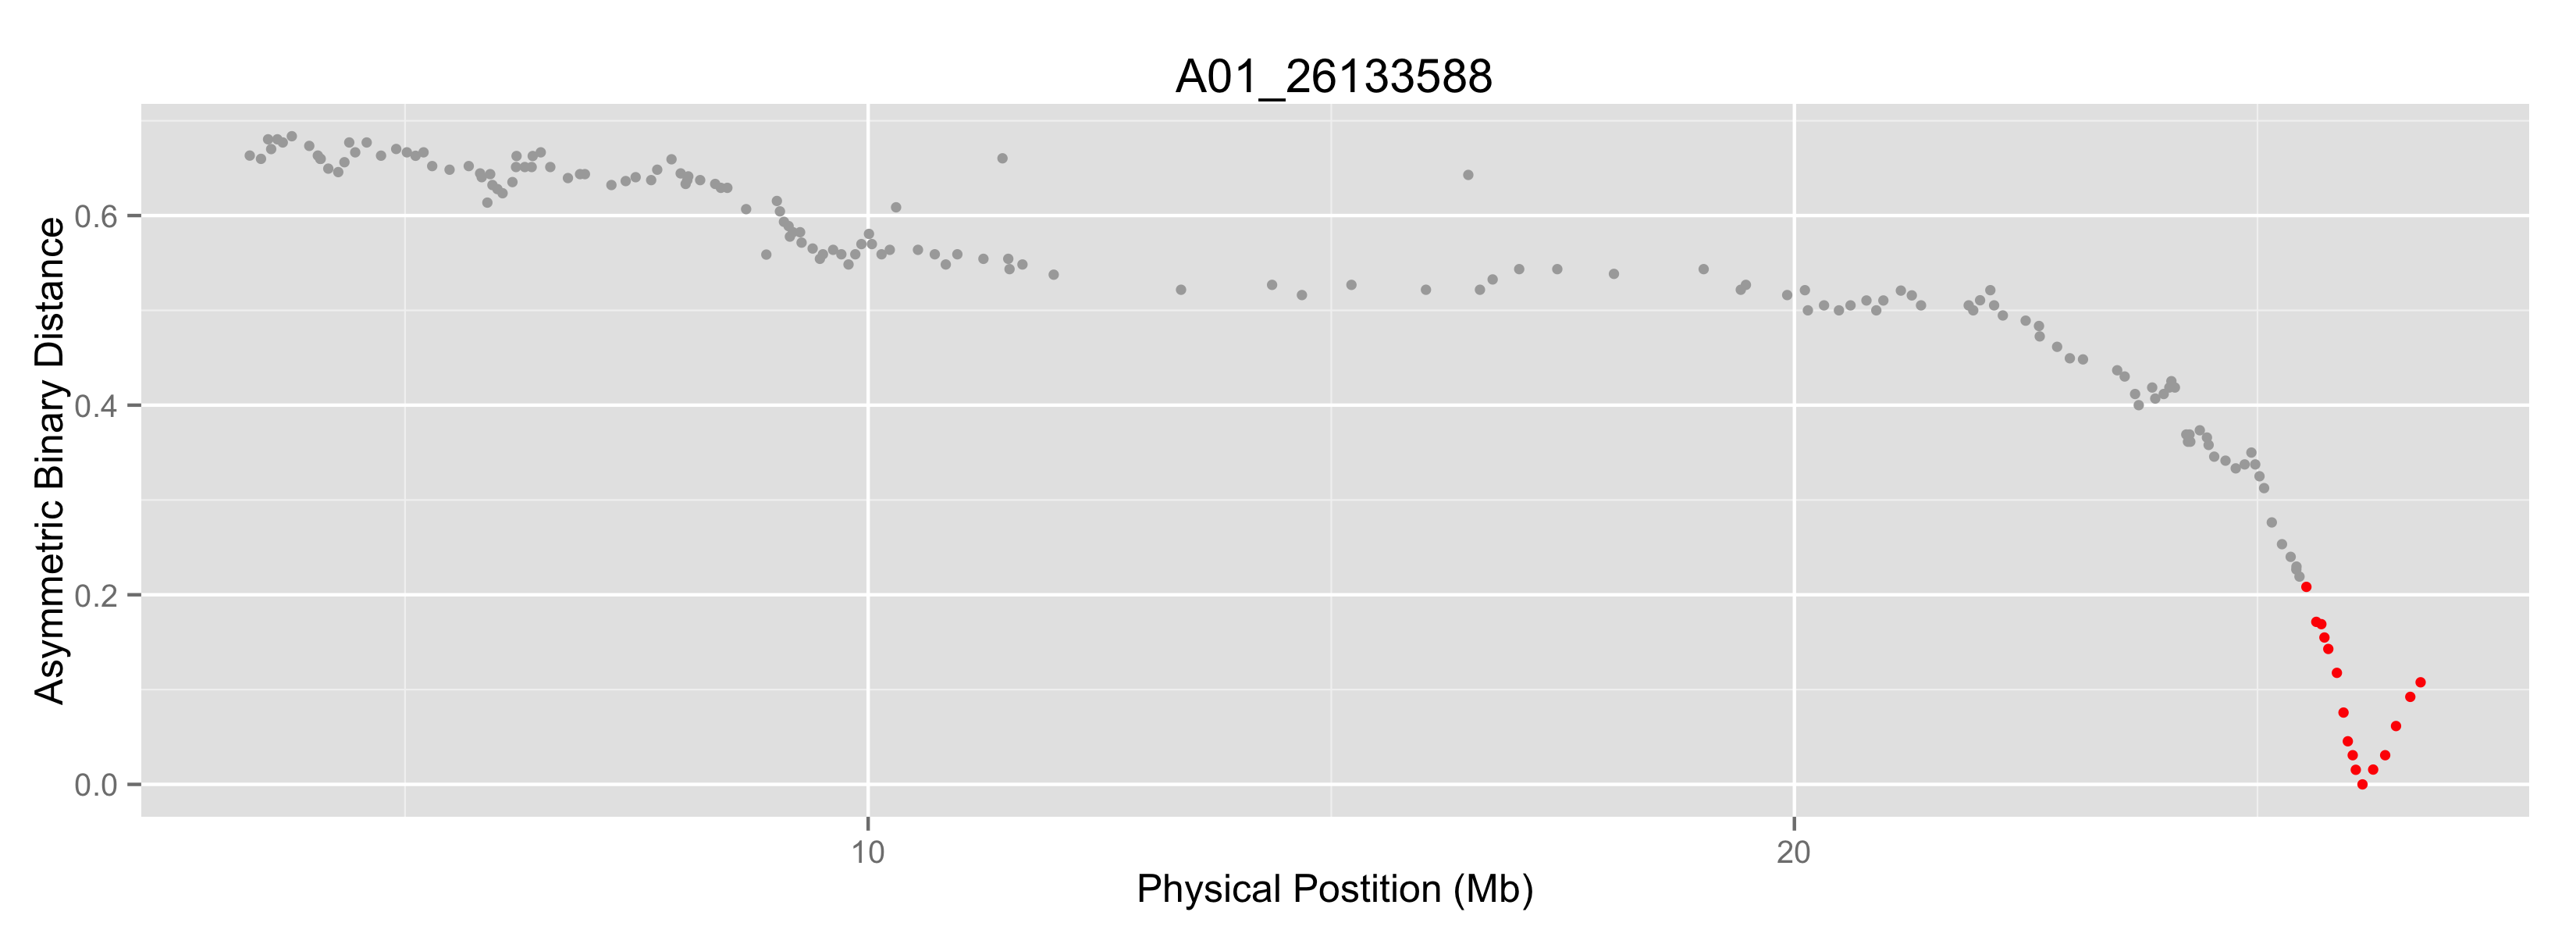 A01_26133588
Asymmetric Binary Distance
0.6
0.4
0.2
0.0
10
20
Physical Postition (Mb)